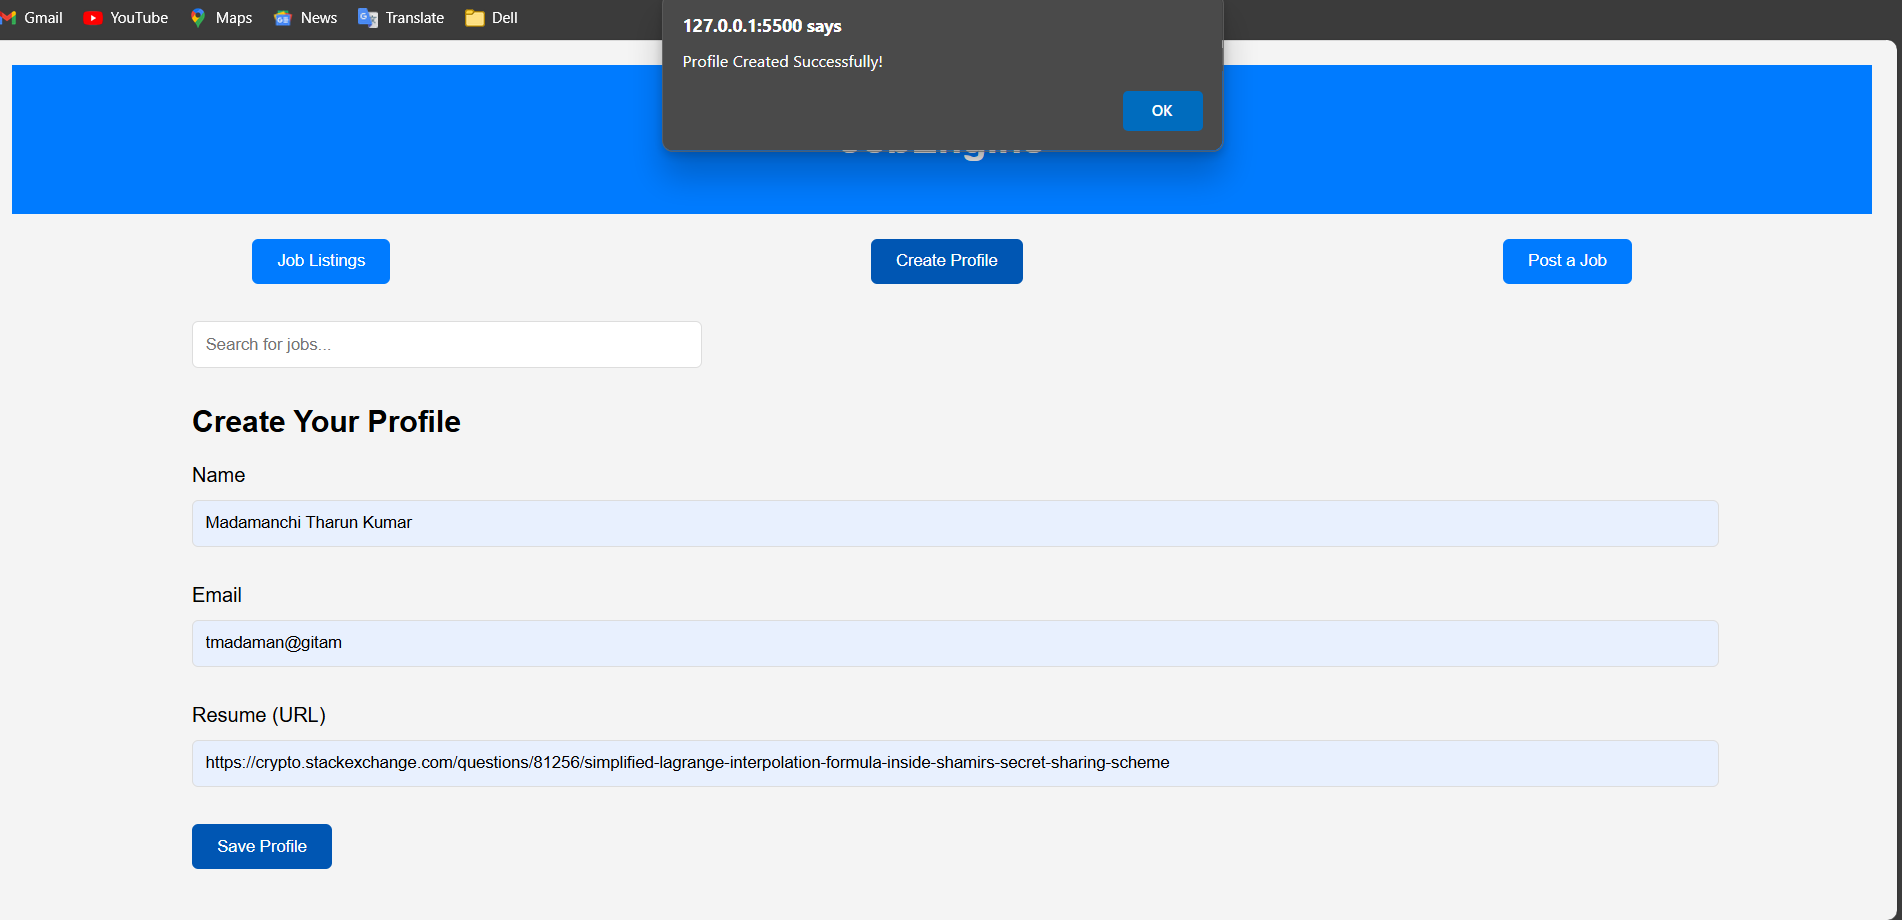 Gmail YouTube Maps News Translate Dell
127.0.0.1:5500 says
Profile Created Successfully!
OK
Job Listings Create Profile Post a Job
Search for jobs...
Create Your Profile
Name
Madamanchi Tharun Kumar
Email
tmadaman@gitam
Resume (URL)
https://crypto.stackexchange.com/questions/81256/simplified-lagrange-interpolation-formula-inside-shamirs-secret-sharing-scheme
Save Profile